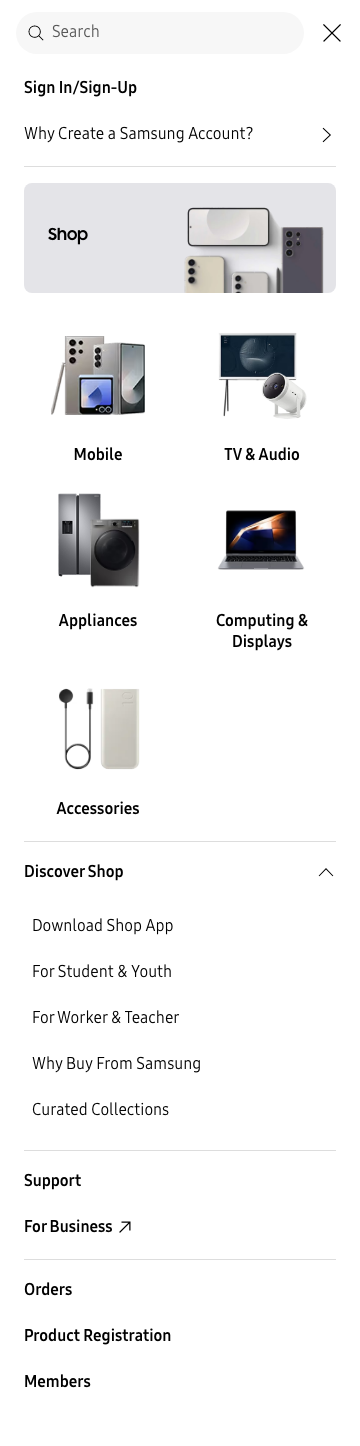 Search
Sign In/Sign-Up
Why Create a Samsung Account?
Shop
Mobile
TV & Audio
Appliances
Computing &
Displays
Accessories
Discover Shop
Download Shop App
For Student & Youth
For Worker & Teacher
Why Buy From Samsung
Curated Collections
Support
For Business
Orders
Product Registration
Members